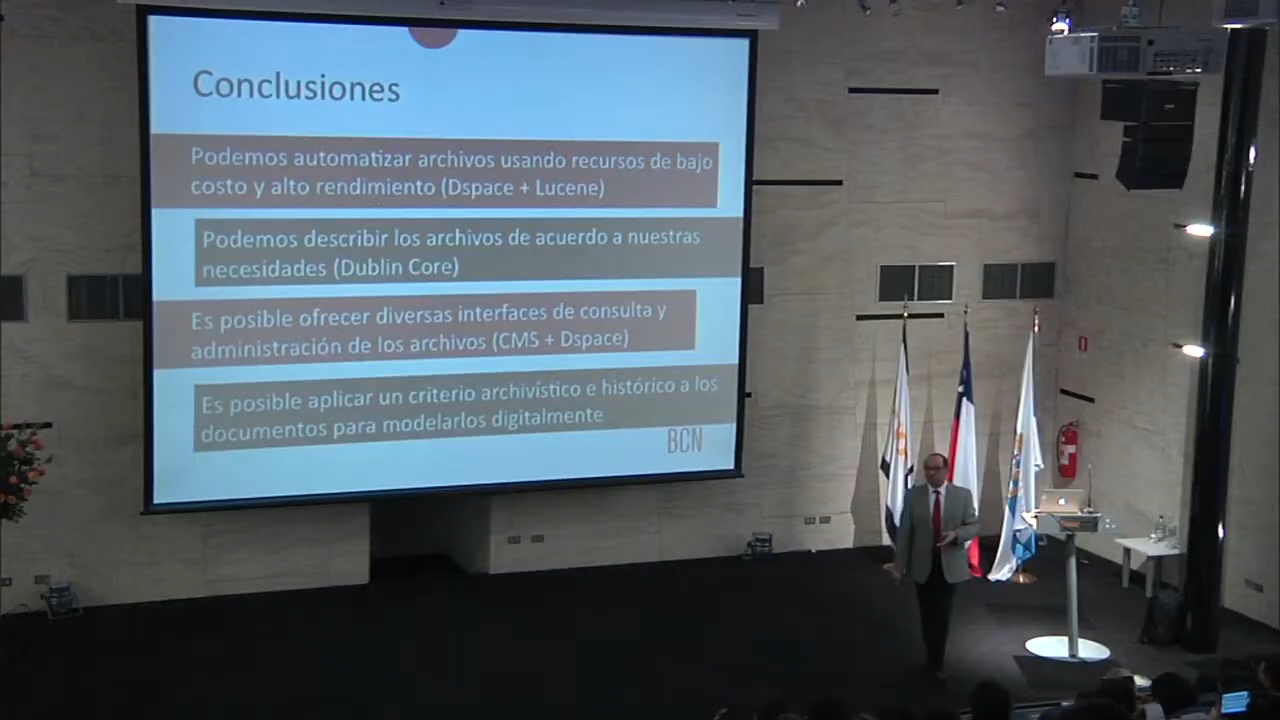 Conclusiones
Podemos automatizar archivos usando recursos de bajo
costo y alto rendimiento (Dspace + Lucene)
Podemos describir los archivos de acuerdo a nuestras
necesidades (Dublin Core)
Es posible ofrecer diversas interfaces de consulta y
administración de los archivos (CMS + Dspace)
Es posible aplicar un criterio archivístico e histórico a los
documentos para modelarlos digitalmente
BCN